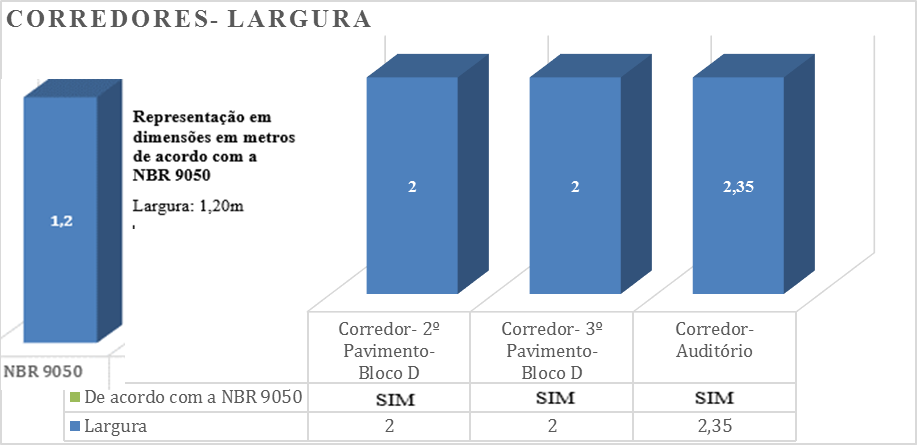 CORREDORES- LARGURA
1,2
NBR 9050
Representação em
dimensões em metros
de acordo com a
NBR 9050
Largura: 1,20m
2
2
2,35
Corredor- 2º
Pavimento-
Bloco D
Corredor- 3º
Pavimento-
Bloco D
Corredor-
Auditório
De acordo com a NBR 9050 SIM SIM SIM
Largura 2 2 2,35